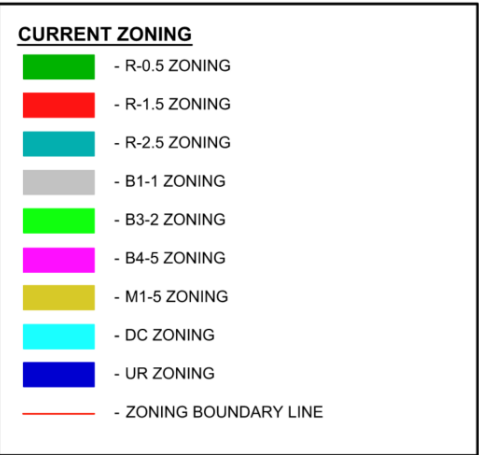 CURRENT ZONING
- R-0.5 ZONING
- R-1.5 ZONING
- R-2.5 ZONING
- B1-1 ZONING
- B3-2 ZONING
- B4-5 ZONING
- M1-5 ZONING
- DC ZONING
- UR ZONING
- ZONING BOUNDARY LINE